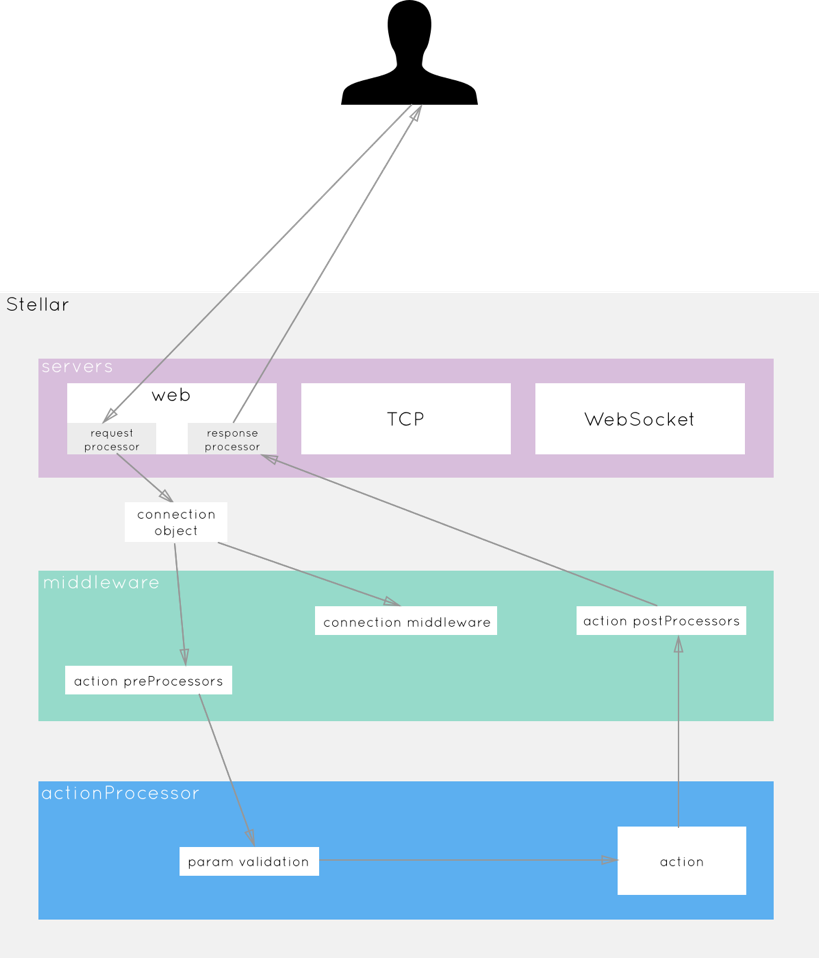 Stellar
servers
web
request
processor
response
processor
TCP
WebSocket
connection
object
middleware
connection middleware
action postProcessors
action preProcessors
actionProcessor
param validation
action